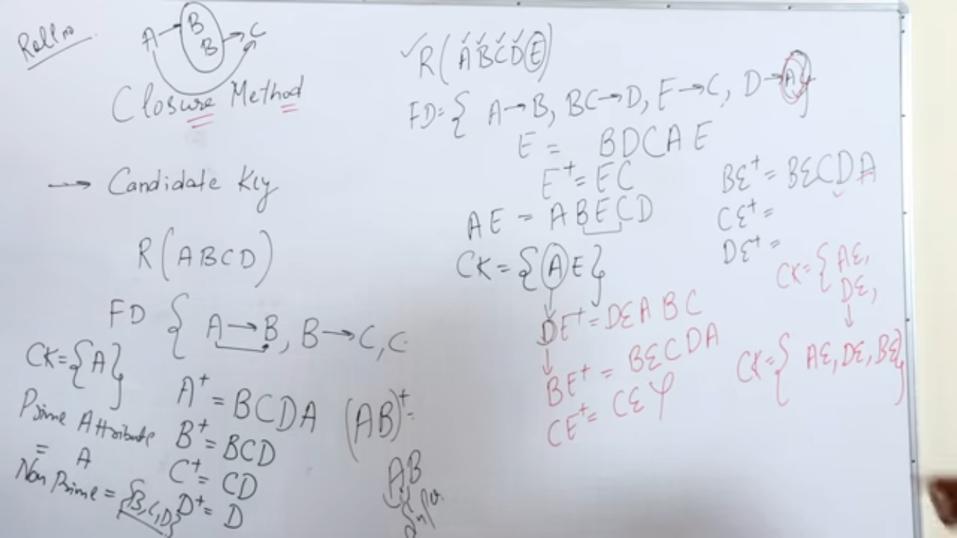 Roll no
A → B
B → C
Closure Method
→ Candidate Key
R(ABCD)
FD { A→B, B→C, C
CK={A}
A⁺=BCDA (AB)⁺=
Prime Attribute
= A
B⁺=BCD
C⁺=CD
Non Prime = {B,C,D}
D⁺=D
AB
✓R(ABCDE)
FD={ A→B, BC→D, E→C, D→A}
E = BDCAE
E⁺=EC
AE = ABECD
CK={AE}
DE⁺=DEABC
BE⁺=BECDA
CE⁺=CE
BE⁺=BECDA
CE⁺=
DE⁺=
CK={AE,
DE,
CK={AE,DE,BE}